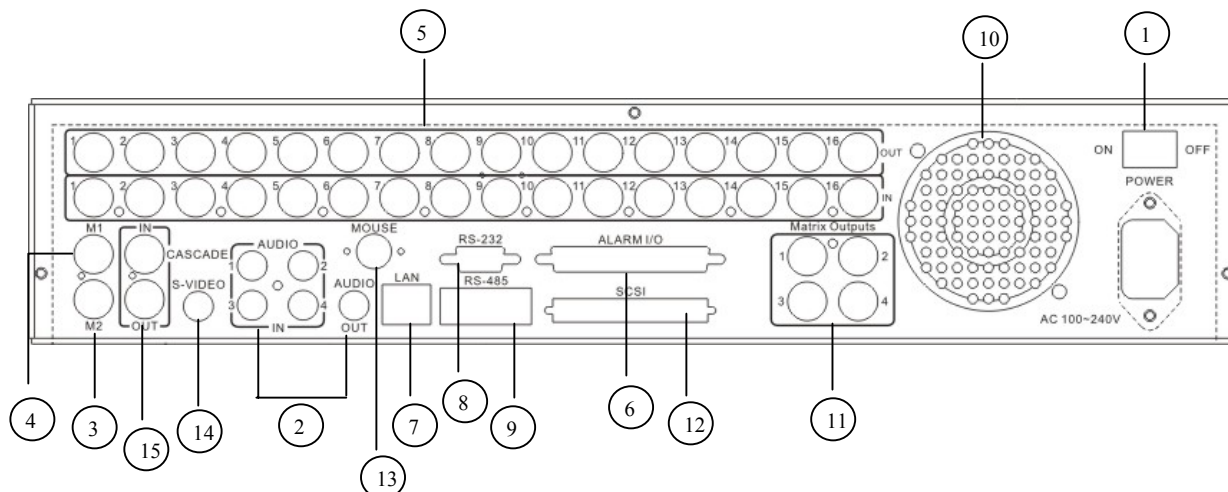 5
10
1
1 2 3 4 5 6 7 8 9 10 11 12 13 14 15 16 OUT
ON OFF
POWER
1 2 3 4 5 6 7 8 9 10 11 12 13 14 15 16 IN
M1 IN CASCADE
AUDIO
1 2
3 4
IN
MOUSE
RS-232
ALARM I/O
Matrix Outputs
1 2
3 4
S-VIDEO
AUDIO
OUT
LAN
RS-485
SCSI
M2 OUT
AC 100~240V
4
3
15
14
2
13
7
8
9
6
12
11